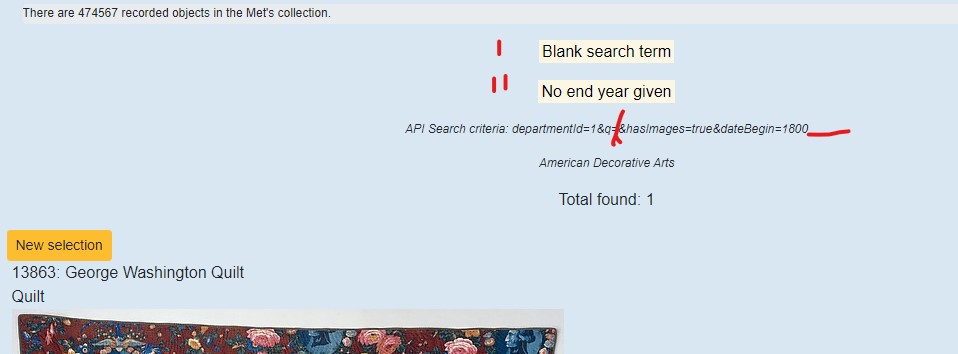 There are 474567 recorded objects in the Met's collection.
Blank search term
No end year given
API Search criteria: departmentId=1&q=&hasImages=true&dateBegin=1800
American Decorative Arts
Total found: 1
New selection
13863: George Washington Quilt
Quilt